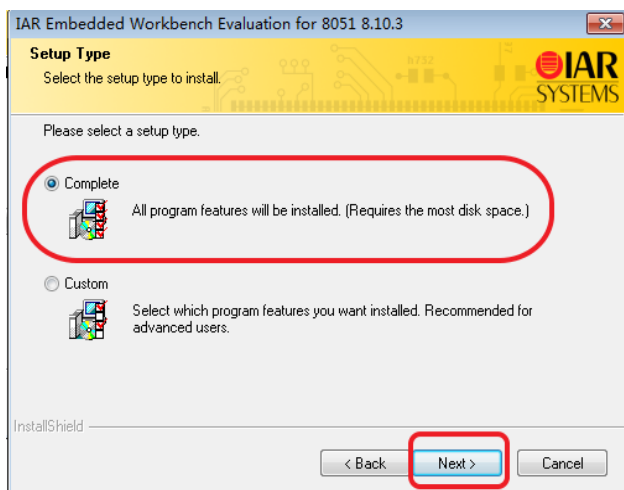 IAR Embedded Workbench Evaluation for 8051 8.10.3
Setup Type
Select the setup type to install.
IAR
SYSTEMS
Please select a setup type.
Complete
All program features will be installed. (Requires the most disk space.)
Custom
Select which program features you want installed. Recommended for
advanced users.
InstallShield
< Back
Next >
Cancel